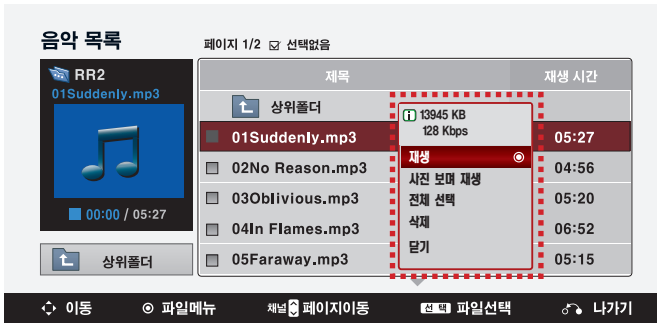 음악 목록
페이지 1/2 선택없음
RR2
01Suddenly.mp3
00:00 / 05:27
상위폴더
제목 재생 시간
상위폴더
01Suddenly.mp3 05:27
02No Reason.mp3 04:56
03Oblivious.mp3 05:20
04In Flames.mp3 06:52
05Faraway.mp3 05:15
13945 KB
128 Kbps
재생
사진 보며 재생
전체 선택
삭제
닫기
이동 파일메뉴 채널 페이지이동 선택 파일선택 나가기